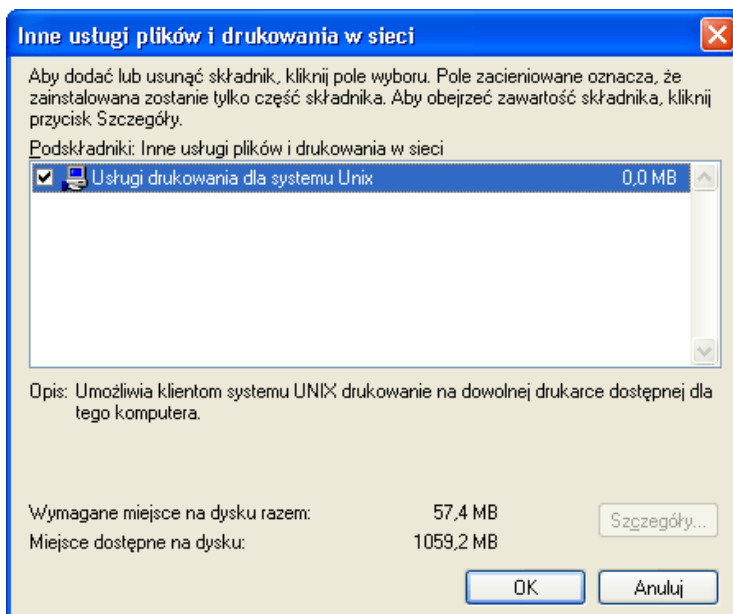 Inne usługi plików i drukowania w sieci
Aby dodać lub usunąć składnik, kliknij pole wyboru. Pole zacieniowane oznacza, że
zainstalowana zostanie tylko część składnika. Aby obejrzeć zawartość składnika, kliknij
przycisk Szczegóły.
Podskładniki: Inne usługi plików i drukowania w sieci
Usługi drukowania dla systemu Unix 0,0 MB
Opis: Umożliwia klientom systemu UNIX drukowanie na dowolnej drukarce dostępnej dla
tego komputera.
Wymagane miejsce na dysku razem: 57,4 MB
Szczegóły...
Miejsce dostępne na dysku: 1059,2 MB
OK Anuluj